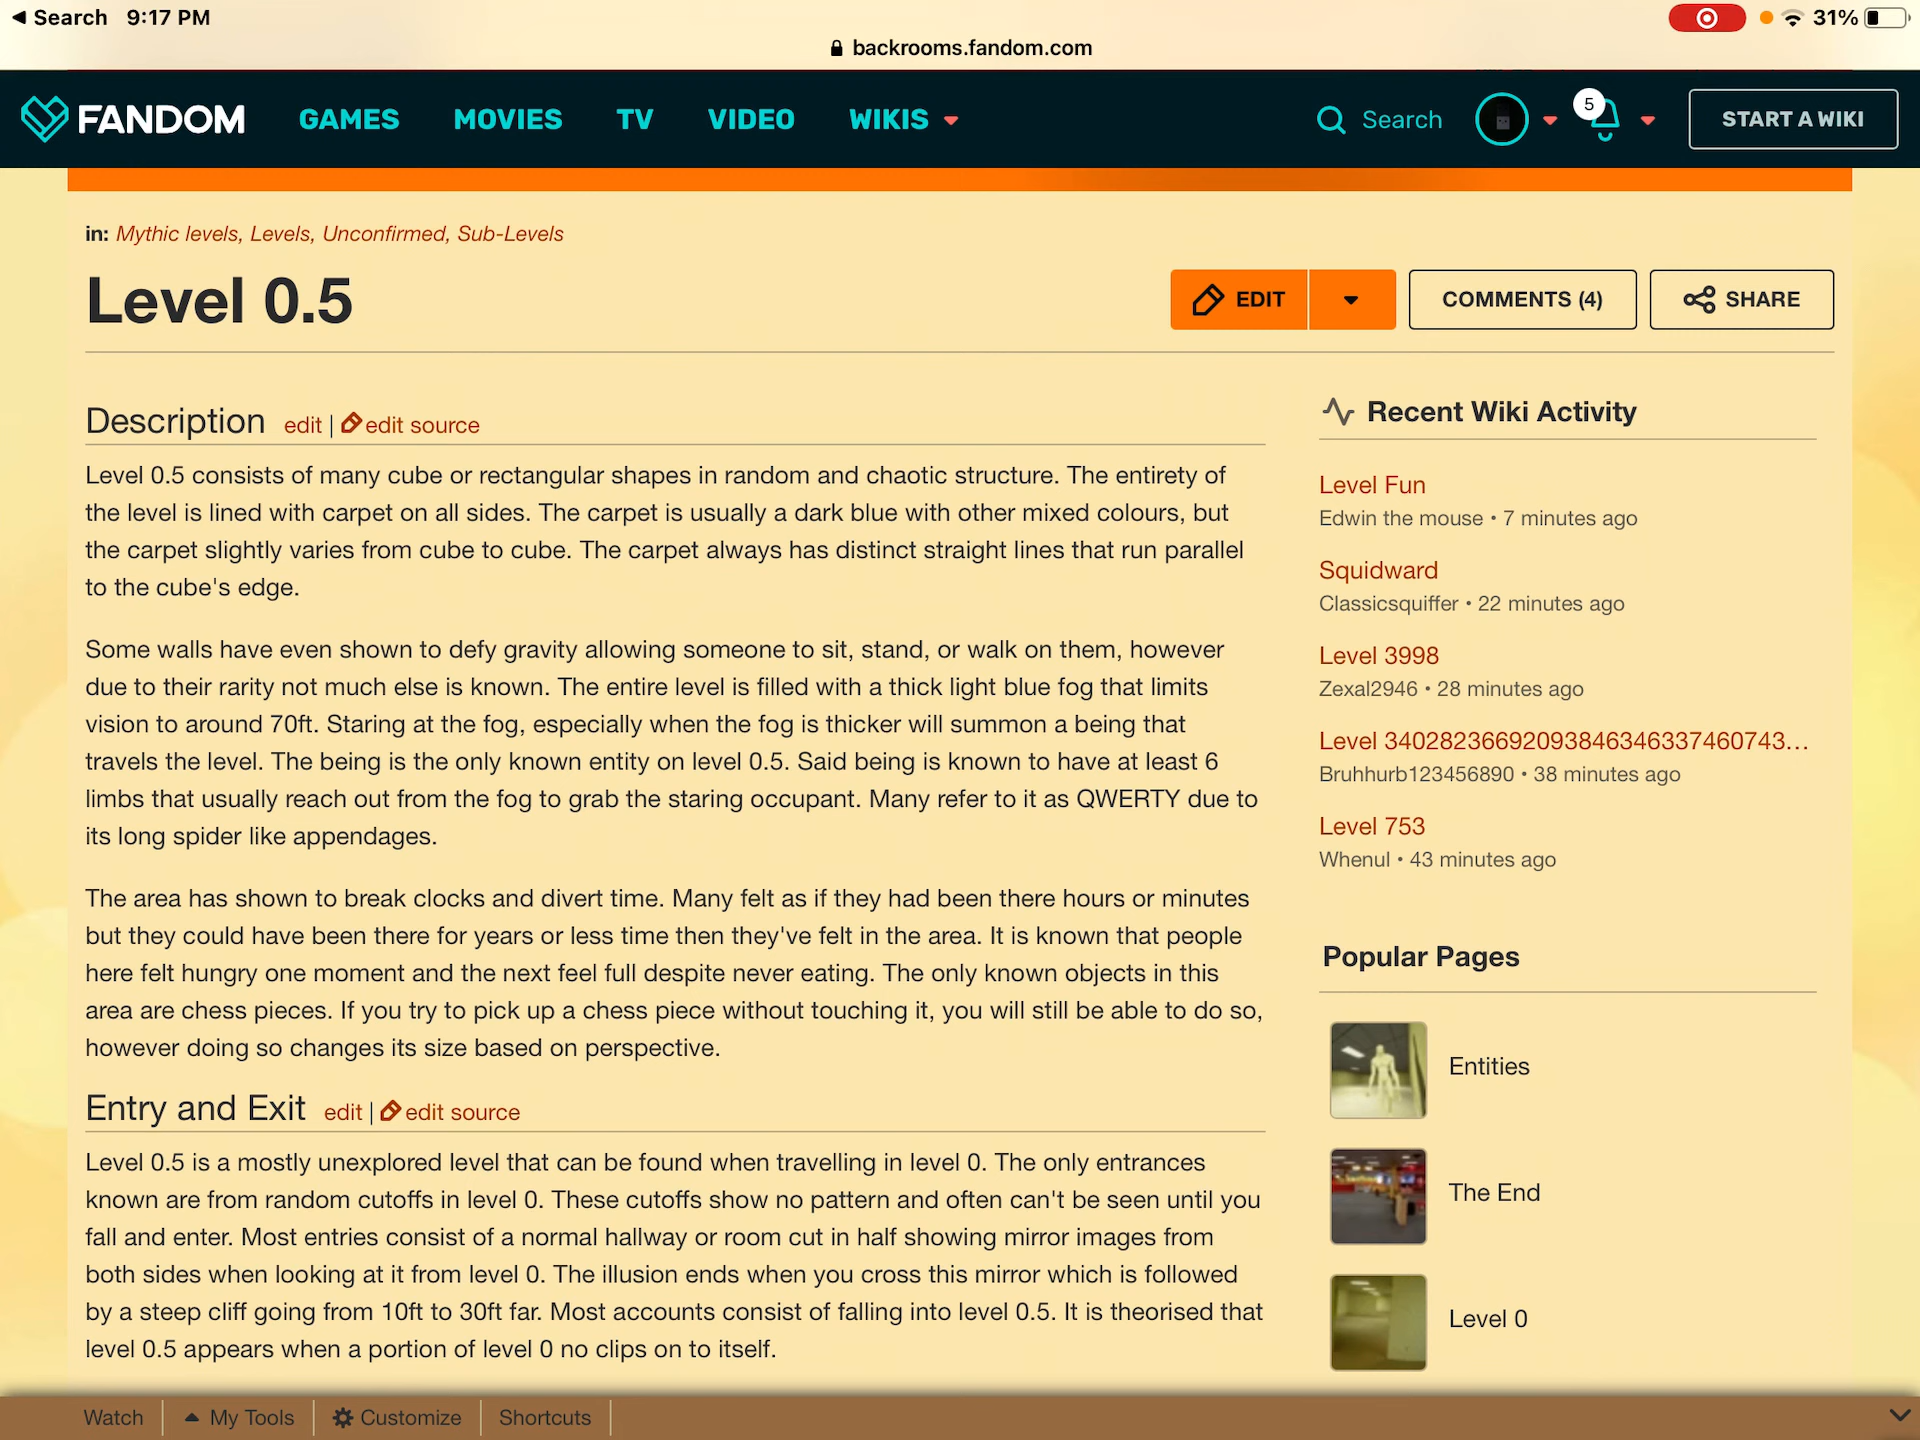 Search 9:17 PM
31%
backrooms.fandom.com
FANDOM GAMES MOVIES TV VIDEO WIKIS Search 5 START A WIKI
in: Mythic levels, Levels, Unconfirmed, Sub-Levels
Level 0.5
EDIT COMMENTS (4) SHARE
Description edit | edit source
Level 0.5 consists of many cube or rectangular shapes in random and chaotic structure. The entirety of
the level is lined with carpet on all sides. The carpet is usually a dark blue with other mixed colours, but
the carpet slightly varies from cube to cube. The carpet always has distinct straight lines that run parallel
to the cube's edge.
Some walls have even shown to defy gravity allowing someone to sit, stand, or walk on them, however
due to their rarity not much else is known. The entire level is filled with a thick light blue fog that limits
vision to around 70ft. Staring at the fog, especially when the fog is thicker will summon a being that
travels the level. The being is the only known entity on level 0.5. Said being is known to have at least 6
limbs that usually reach out from the fog to grab the staring occupant. Many refer to it as QWERTY due to
its long spider like appendages.
The area has shown to break clocks and divert time. Many felt as if they had been there hours or minutes
but they could have been there for years or less time then they've felt in the area. It is known that people
here felt hungry one moment and the next feel full despite never eating. The only known objects in this
area are chess pieces. If you try to pick up a chess piece without touching it, you will still be able to do so,
however doing so changes its size based on perspective.
Entry and Exit edit | edit source
Level 0.5 is a mostly unexplored level that can be found when travelling in level 0. The only entrances
known are from random cutoffs in level 0. These cutoffs show no pattern and often can't be seen until you
fall and enter. Most entries consist of a normal hallway or room cut in half showing mirror images from
both sides when looking at it from level 0. The illusion ends when you cross this mirror which is followed
by a steep cliff going from 10ft to 30ft far. Most accounts consist of falling into level 0.5. It is theorised that
level 0.5 appears when a portion of level 0 no clips on to itself.
Recent Wiki Activity
Level Fun
Edwin the mouse • 7 minutes ago
Squidward
Classicsquiffer • 22 minutes ago
Level 3998
Zexal2946 • 28 minutes ago
Level 34028236692093846346337460743...
Bruhhurb123456890 • 38 minutes ago
Level 753
Whenul • 43 minutes ago
Popular Pages
Entities
The End
Level 0
Watch My Tools Customize Shortcuts